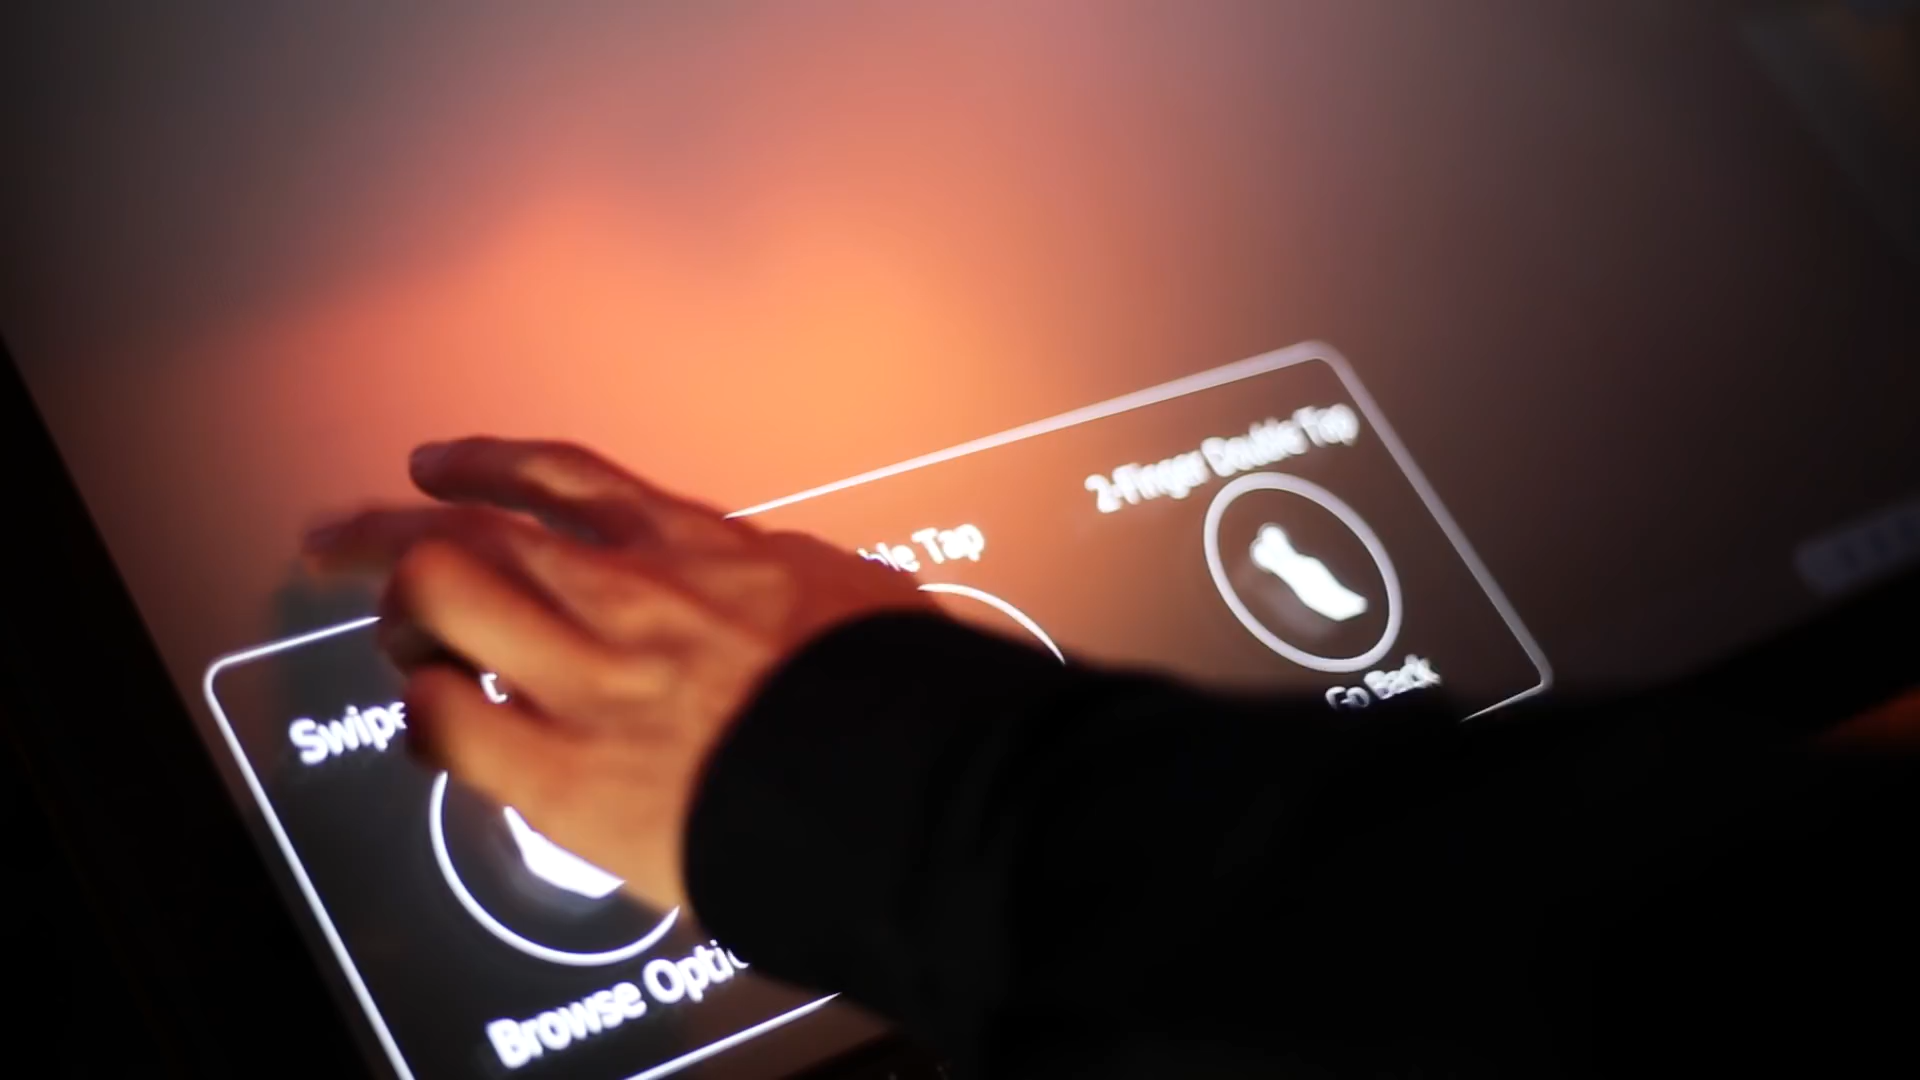 2-Finger Double Tap
ble Tap
Go Back
Swipe
Browse Optio